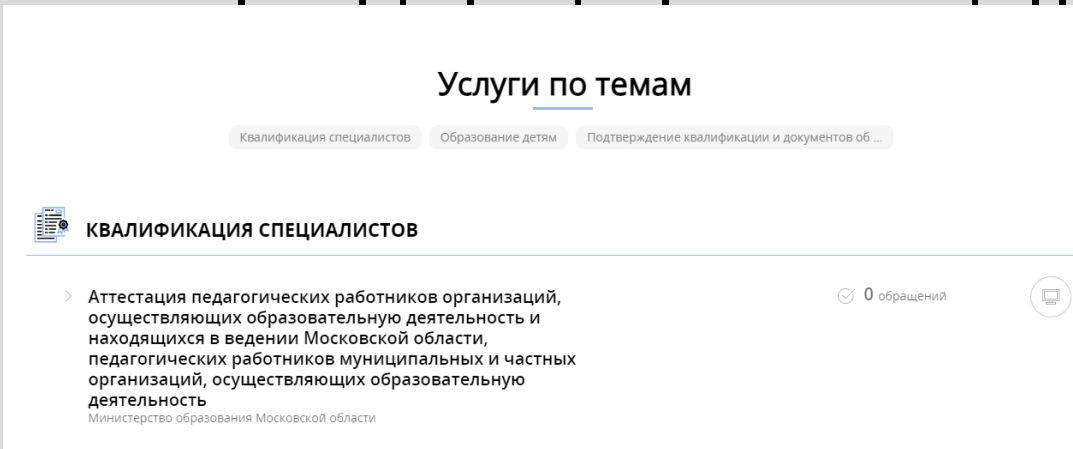 Услуги по темам
Квалификация специалистов Образование детям Подтверждение квалификации и документов об ...
КВАЛИФИКАЦИЯ СПЕЦИАЛИСТОВ
Аттестация педагогических работников организаций, 0 обращений
осуществляющих образовательную деятельность и
находящихся в ведении Московской области,
педагогических работников муниципальных и частных
организаций, осуществляющих образовательную
деятельность
Министерство образования Московской области